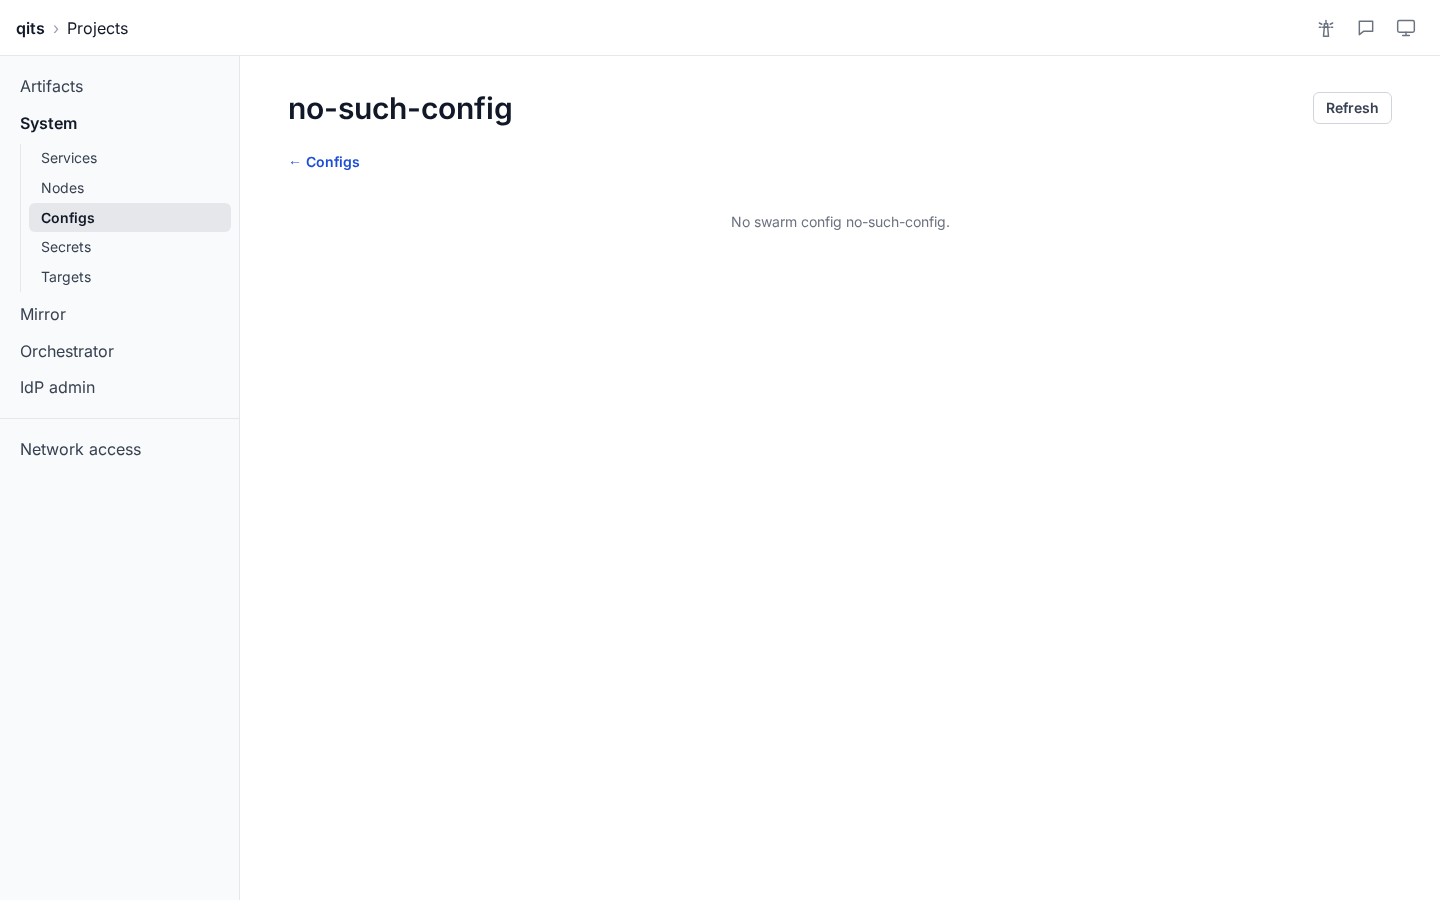 qits › Projects
Artifacts
System
Services
Nodes
Configs
Secrets
Targets
Mirror
Orchestrator
IdP admin
Network access
no-such-config
Refresh
← Configs
No swarm config no-such-config.